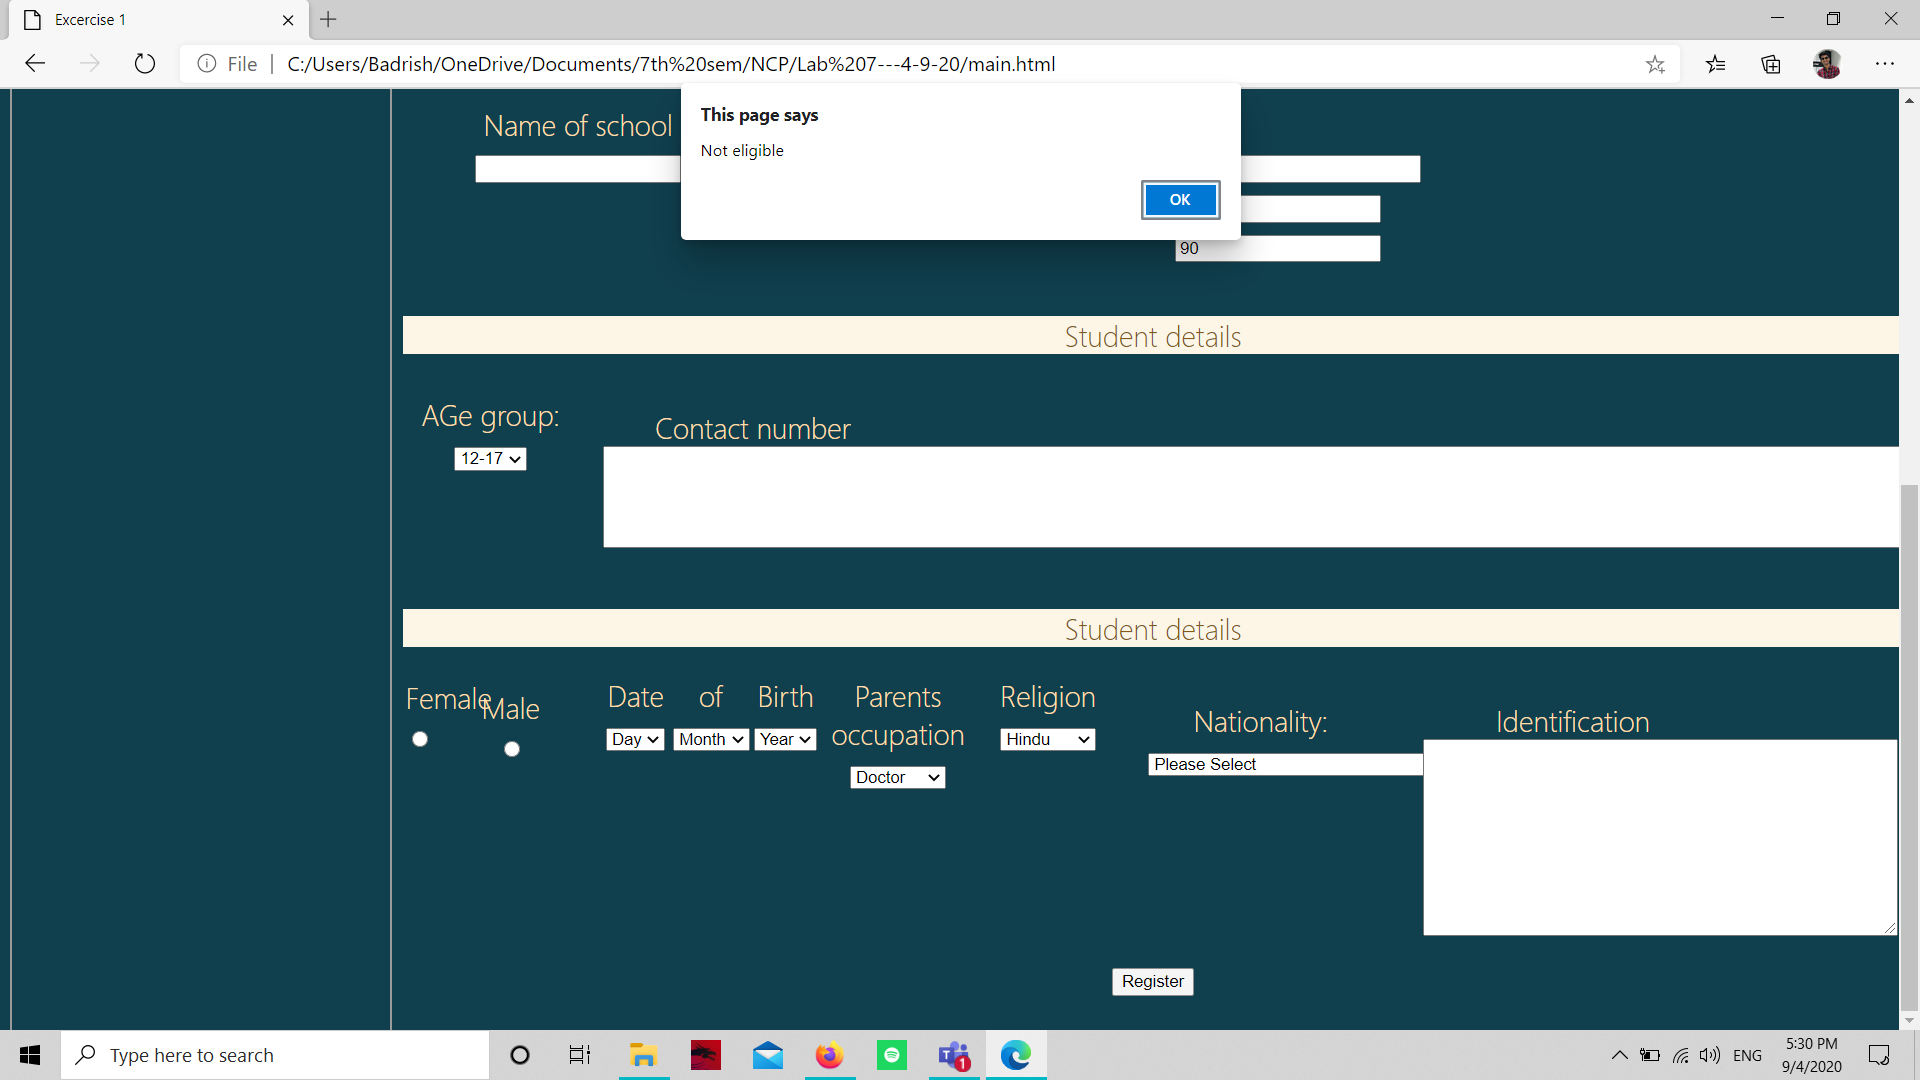 Excercise 1
File
C:/Users/Badrish/OneDrive/Documents/7th%20sem/NCP/Lab%207---4-9-20/main.html
This page says
Not eligible
OK
Name of school
90
Student details
AGe group:
12-17
Contact number
Student details
Female
Male
Date of Birth
Day
Month
Year
Parents
occupation
Doctor
Religion
Hindu
Nationality:
Please Select
Identification
Register
Type here to search
1
ENG
5:30 PM
9/4/2020